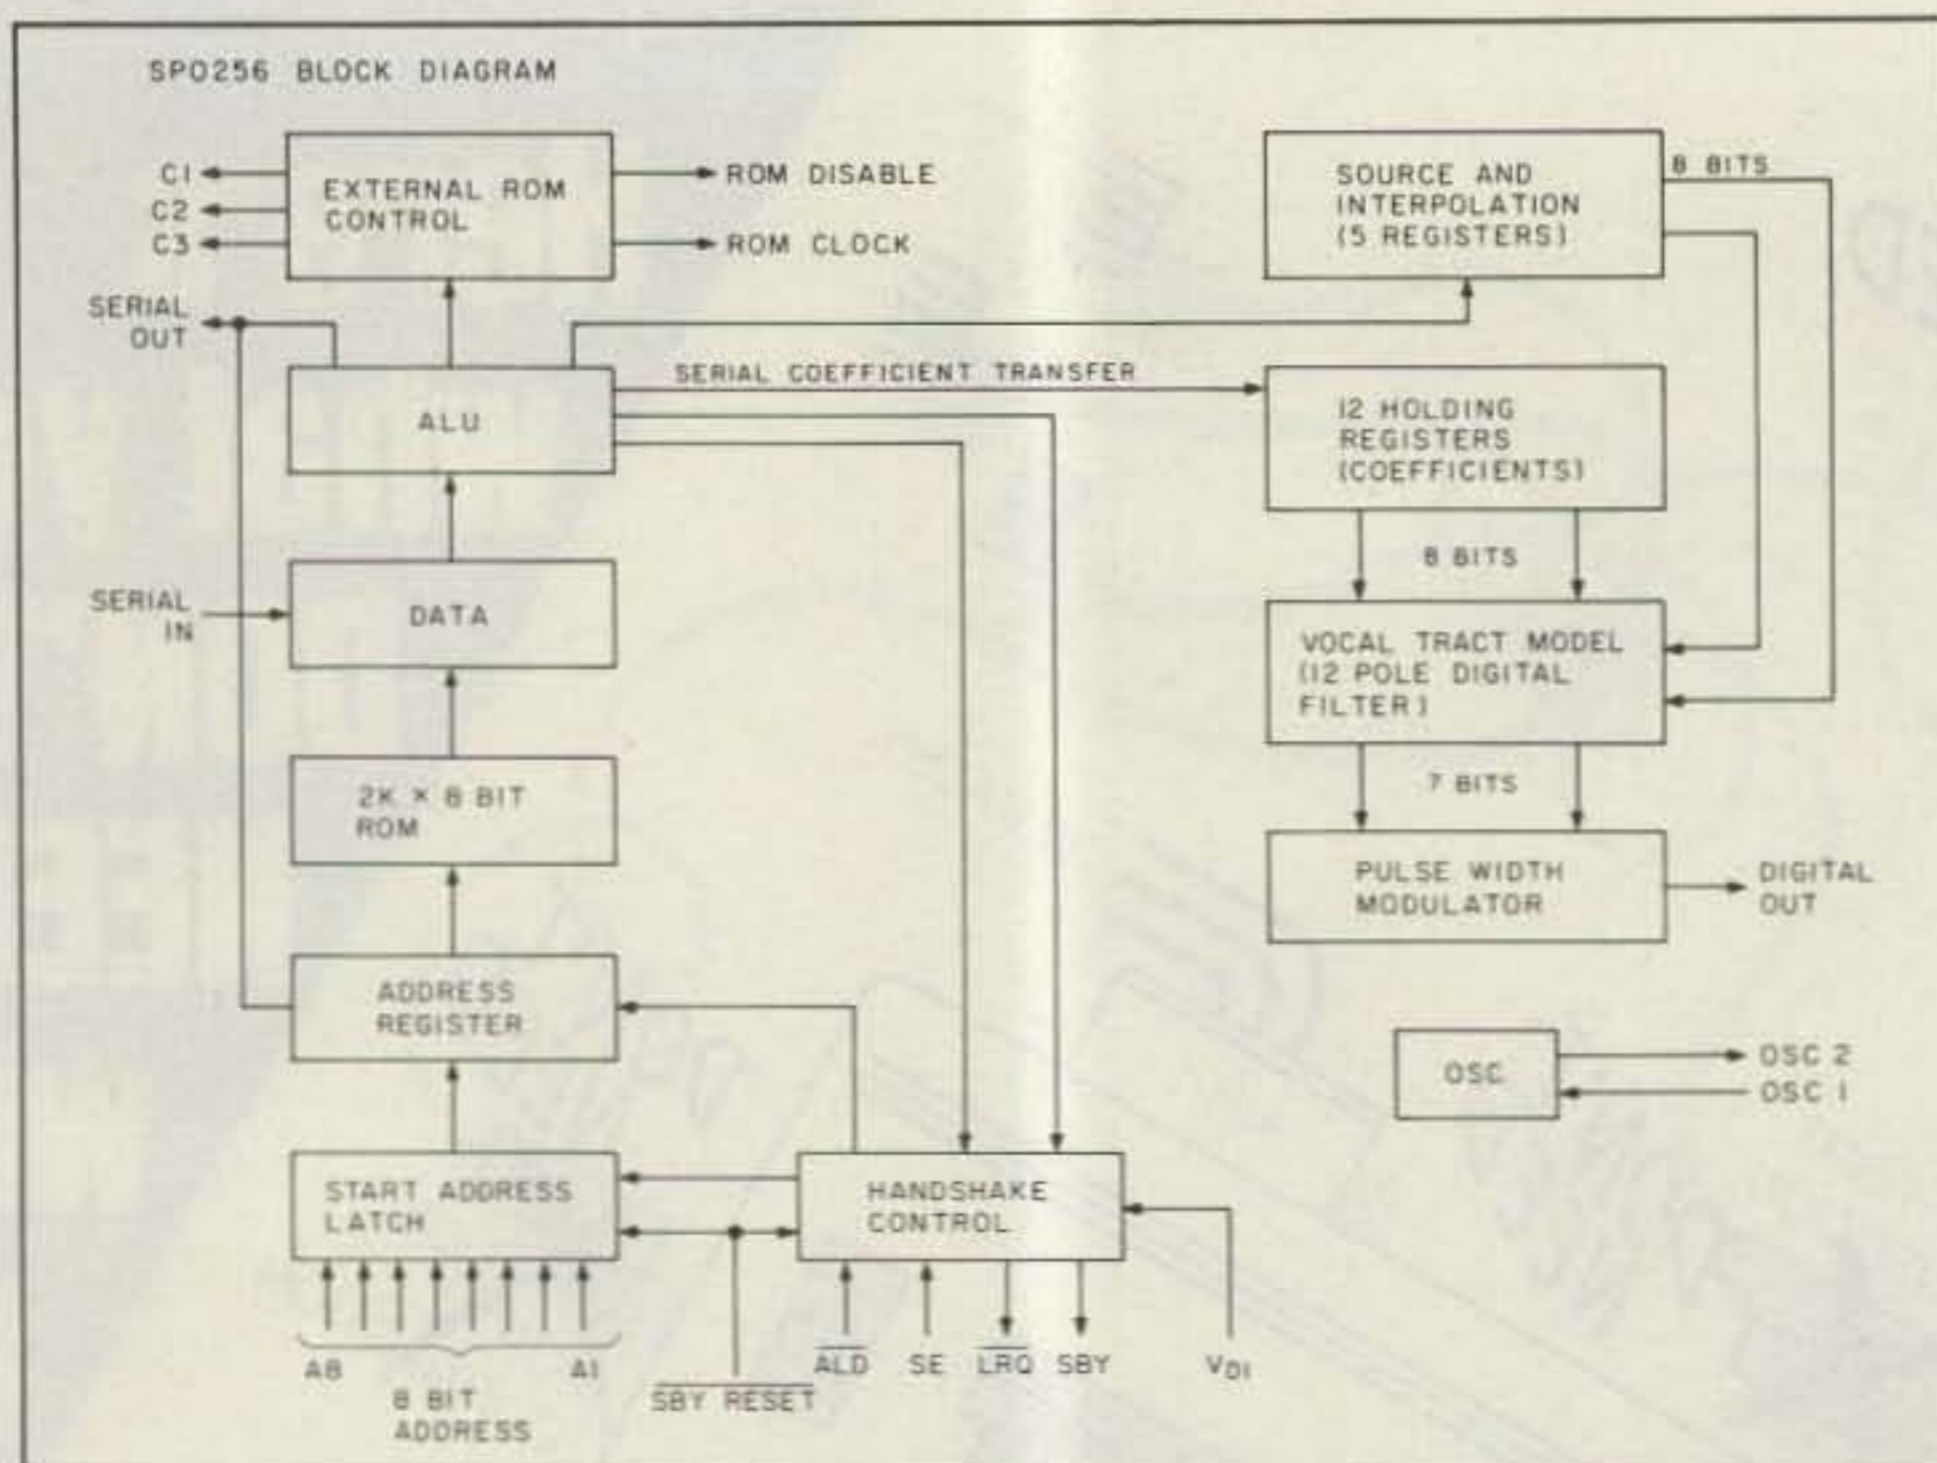 SPO256 BLOCK DIAGRAM
C1
C2
C3
EXTERNAL ROM
CONTROL
ROM DISABLE
ROM CLOCK
SOURCE AND
INTERPOLATION
(5 REGISTERS)
8 BITS
SERIAL
OUT
ALU
SERIAL COEFFICIENT TRANSFER
12 HOLDING
REGISTERS
(COEFFICIENTS)
8 BITS
SERIAL
IN
DATA
VOCAL TRACT MODEL
(12 POLE DIGITAL
FILTER)
7 BITS
2K × 8 BIT
ROM
PULSE WIDTH
MODULATOR
DIGITAL
OUT
ADDRESS
REGISTER
OSC
OSC 2
OSC 1
START ADDRESS
LATCH
HANDSHAKE
CONTROL
A8
A1
8 BIT
ADDRESS
SBY RESET
ALD
SE
LRQ
SBY
VD1